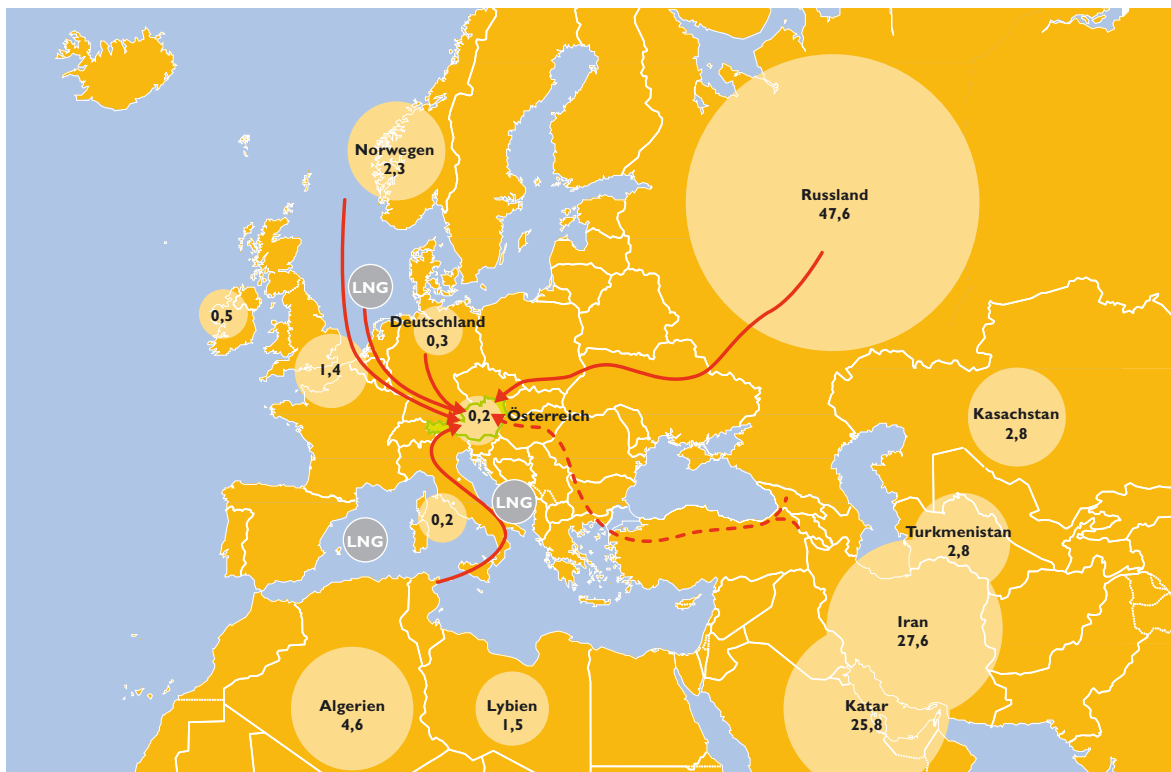 Norwegen
2,3
Russland
47,6
LNG
0,5
Deutschland
0,3
1,4
0,2
Österreich
Kasachstan
2,8
LNG
0,2
LNG
Turkmenistan
2,8
Iran
27,6
Algerien
4,6
Lybien
1,5
Katar
25,8